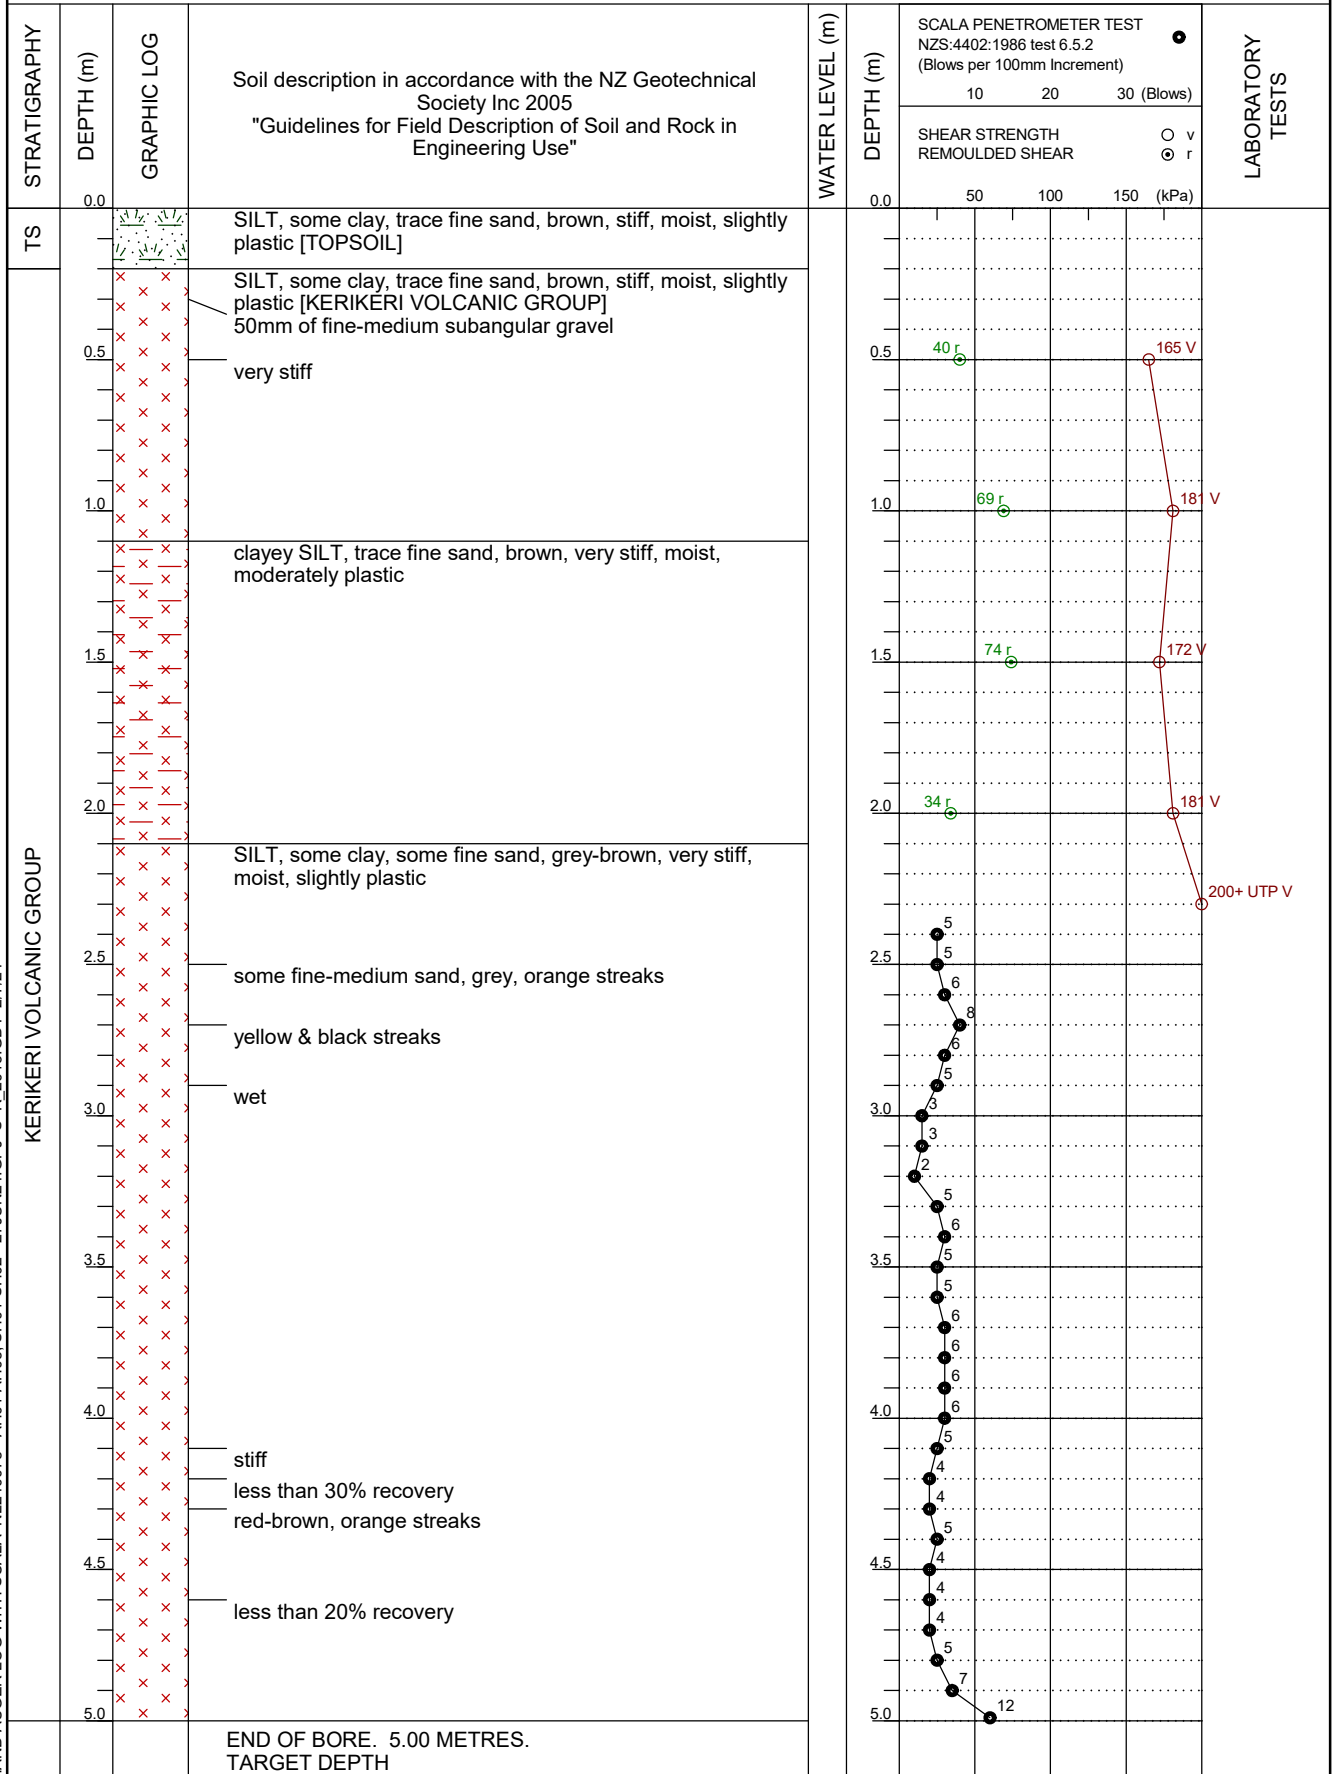 STRATIGRAPHY
DEPTH (m)
GRAPHIC LOG
Soil description in accordance with the NZ Geotechnical
Society Inc 2005
"Guidelines for Field Description of Soil and Rock in
Engineering Use"
WATER LEVEL (m)
DEPTH (m)
SCALA PENETROMETER TEST
NZS:4402:1986 test 6.5.2
(Blows per 100mm Increment)
10 20 30 (Blows)
SHEAR STRENGTH v
REMOULDED SHEAR r
50 100 150 (kPa)
LABORATORY
TESTS
0.0 0.0
TS
SILT, some clay, trace fine sand, brown, stiff, moist, slightly
plastic [TOPSOIL]
KERIKERI VOLCANIC GROUP
SILT, some clay, trace fine sand, brown, stiff, moist, slightly
plastic [KERIKERI VOLCANIC GROUP]
50mm of fine-medium subangular gravel
0.5 0.5 40 r 165 V
very stiff
1.0 1.0 69 r 181 V
clayey SILT, trace fine sand, brown, very stiff, moist,
moderately plastic
1.5 1.5 74 r 172 V
2.0 2.0 34 r 181 V
SILT, some clay, some fine sand, grey-brown, very stiff,
moist, slightly plastic
200+ UTP V
5
2.5 2.5 5
some fine-medium sand, grey, orange streaks
6
8
yellow & black streaks
6
5
wet
3.0 3.0 3
3
2
5
6
3.5 3.5 5
5
6
6
6
4.0 4.0 6
5
stiff
4
less than 30% recovery
4
red-brown, orange streaks
5
4.5 4.5 4
4
less than 20% recovery
4
5
7
5.0 5.0 12
END OF BORE. 5.00 METRES.
TARGET DEPTH